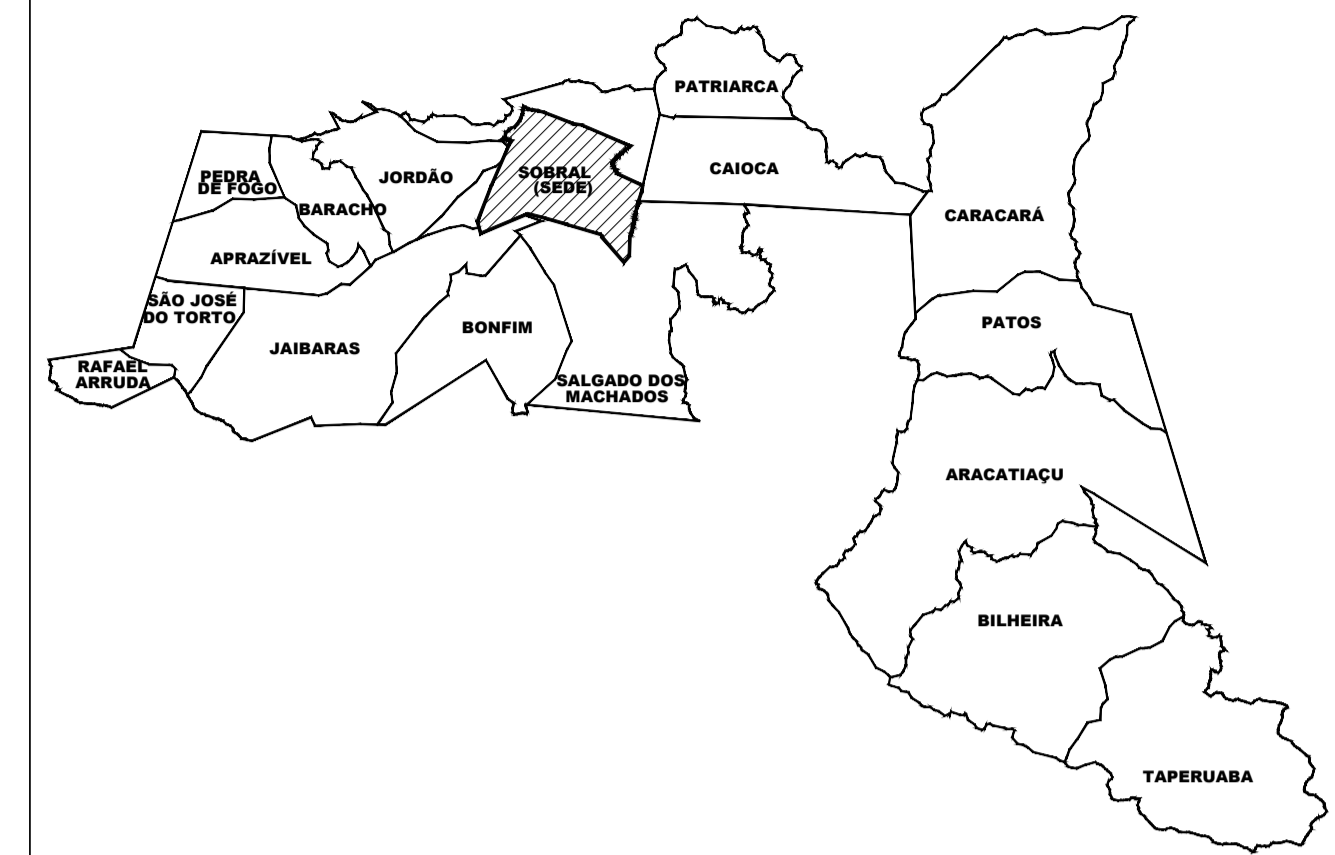 PATRIARCA
CAIOCA
PEDRA
DE FOGO
JORDÃO
SOBRAL
(SEDE)
BARACHO
CARACARÁ
APRAZÍVEL
SÃO JOSÉ
DO TORTO
JAIBARAS
BONFIM
PATOS
RAFAEL
ARRUDA
SALGADO DOS
MACHADOS
ARACATIAÇU
BILHEIRA
TAPERUABA